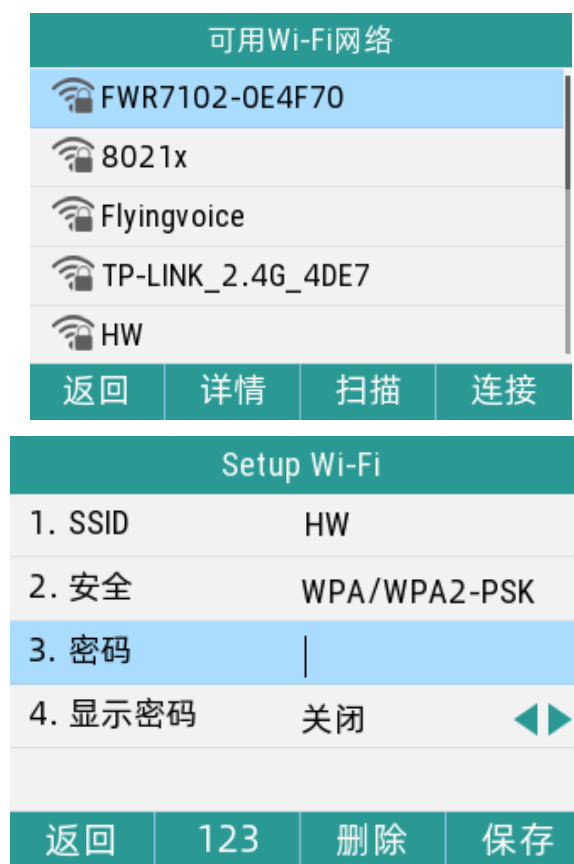 可用Wi-Fi网络
FWR7102-0E4F70
8021x
Flyingvoice
TP-LINK_2.4G_4DE7
HW
返回 详情 扫描 连接
Setup Wi-Fi
1. SSID HW
2. 安全 WPA/WPA2-PSK
3. 密码
4. 显示密码 关闭
返回 123 删除 保存